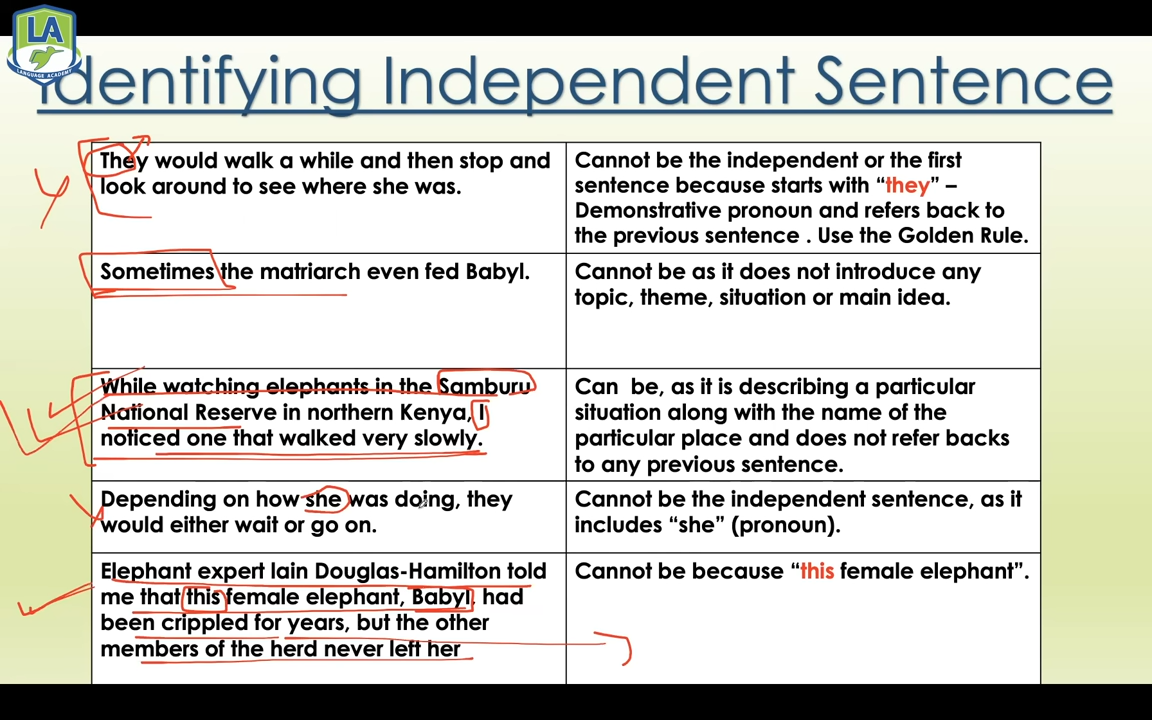 LA
LANGUAGE ACADEMY
Identifying Independent Sentence
They would walk a while and then stop and
look around to see where she was.
Cannot be the independent or the first
sentence because starts with “they” –
Demonstrative pronoun and refers back to
the previous sentence . Use the Golden Rule.
Sometimes the matriarch even fed Babyl.
Cannot be as it does not introduce any
topic, theme, situation or main idea.
While watching elephants in the Samburu
National Reserve in northern Kenya, I
noticed one that walked very slowly.
Can be, as it is describing a particular
situation along with the name of the
particular place and does not refer backs
to any previous sentence.
Depending on how she was doing, they
would either wait or go on.
Cannot be the independent sentence, as it
includes “she” (pronoun).
Elephant expert Iain Douglas-Hamilton told
me that this female elephant, Babyl, had
been crippled for years, but the other
members of the herd never left her
Cannot be because “this female elephant”.